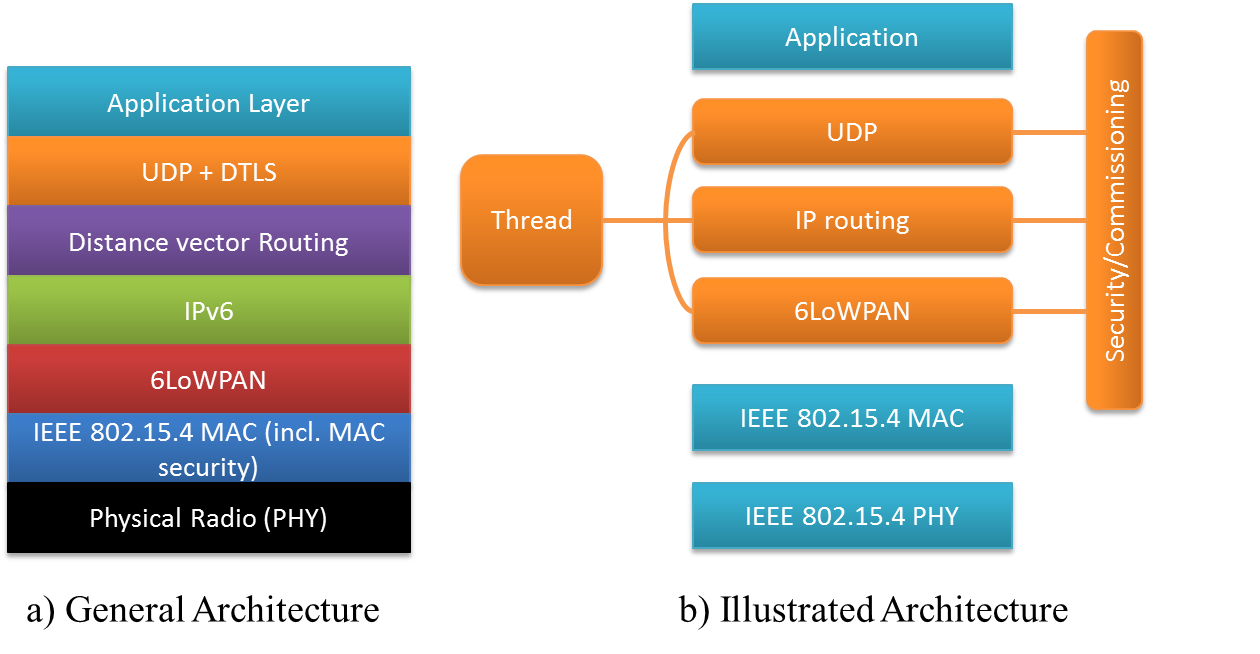 Application Layer
UDP + DTLS
Distance vector Routing
IPv6
6LoWPAN
IEEE 802.15.4 MAC (incl. MAC
security)
Physical Radio (PHY)
a) General Architecture
Thread
Application
UDP
IP routing
6LoWPAN
IEEE 802.15.4 MAC
IEEE 802.15.4 PHY
Security/Commissioning
b) Illustrated Architecture